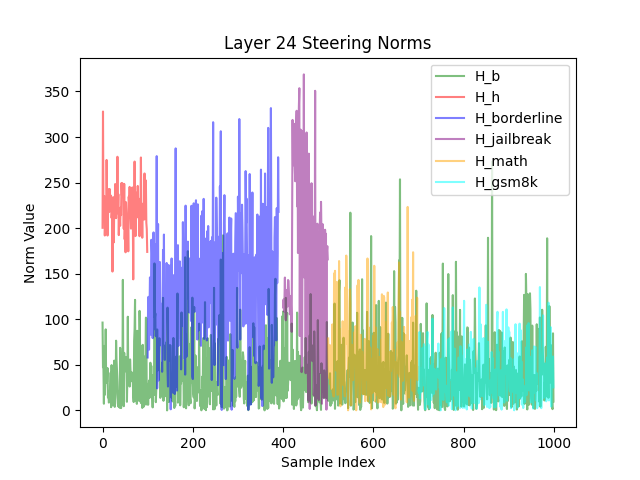 Layer 24 Steering Norms
H_b
H_h
H_borderline
H_jailbreak
H_math
H_gsm8k
Norm Value
350
300
250
200
150
100
50
0
0
200
400
600
800
1000
Sample Index